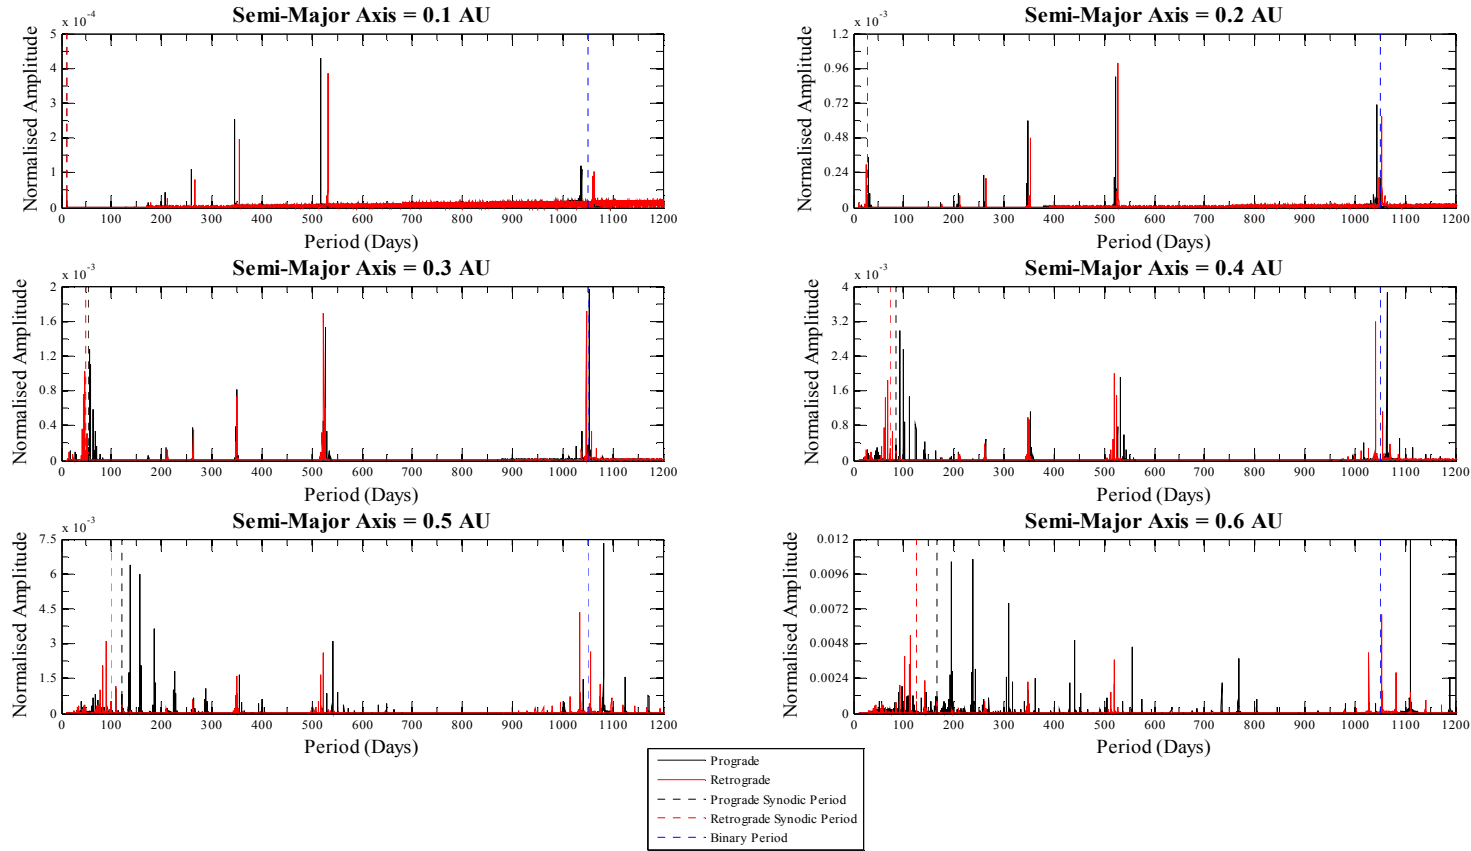 Semi-Major Axis = 0.1 AU
x 10-4
Normalised Amplitude
5
4
3
2
1
0
0 100 200 300 400 500 600 700 800 900 1000 1100 1200
Period (Days)
Semi-Major Axis = 0.2 AU
x 10-3
Normalised Amplitude
1.2
0.96
0.72
0.48
0.24
0
0 100 200 300 400 500 600 700 800 900 1000 1100 1200
Period (Days)
Semi-Major Axis = 0.3 AU
x 10-3
Normalised Amplitude
2
1.6
1.2
0.8
0.4
0
0 100 200 300 400 500 600 700 800 900 1000 1100 1200
Period (Days)
Semi-Major Axis = 0.4 AU
x 10-3
Normalised Amplitude
4
3.2
2.4
1.6
0.8
0
0 100 200 300 400 500 600 700 800 900 1000 1100 1200
Period (Days)
Semi-Major Axis = 0.5 AU
x 10-3
Normalised Amplitude
7.5
6
4.5
3
1.5
0
0 100 200 300 400 500 600 700 800 900 1000 1100 1200
Period (Days)
Semi-Major Axis = 0.6 AU
Normalised Amplitude
0.012
0.0096
0.0072
0.0048
0.0024
0
0 100 200 300 400 500 600 700 800 900 1000 1100 1200
Period (Days)
Prograde
Retrograde
Prograde Synodic Period
Retrograde Synodic Period
Binary Period